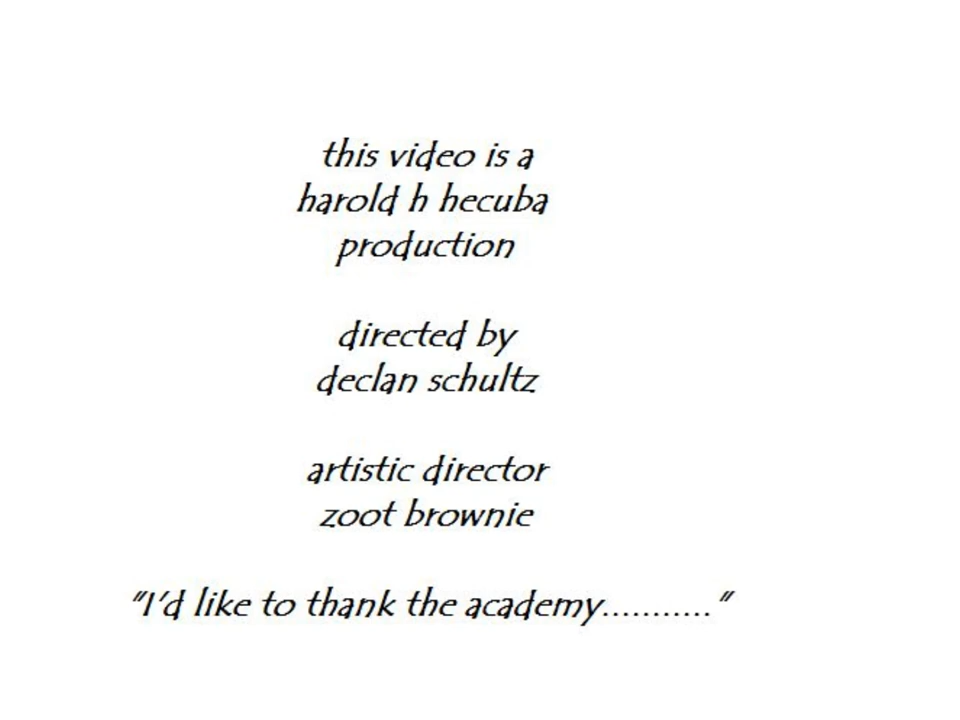 this video is a
harold h hecuba
production
directed by
declan schultz
artistic director
zoot brownie
"I'd like to thank the academy..........."